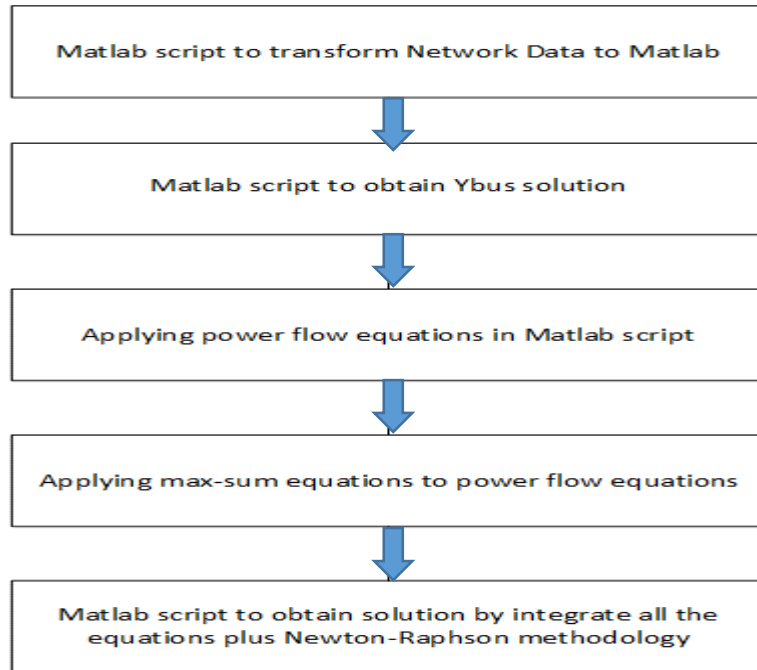 Matlab script to transform Network Data to Matlab
Matlab script to obtain Ybus solution
Applying power flow equations in Matlab script
Applying max-sum equations to power flow equations
Matlab script to obtain solution by integrate all the
equations plus Newton-Raphson methodology